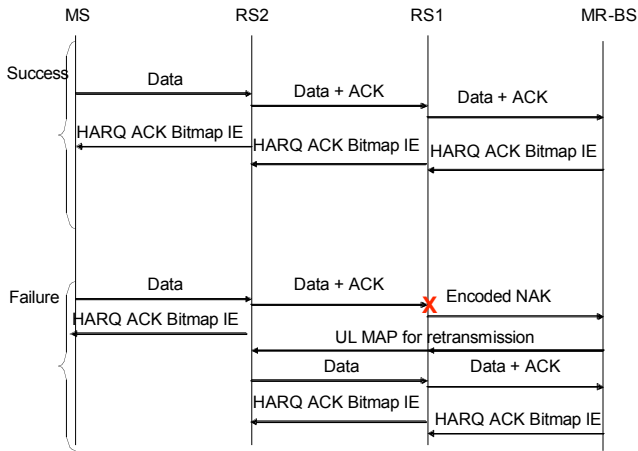 MS RS2 RS1 MR-BS
Success
Data
Data + ACK
Data + ACK
HARQ ACK Bitmap IE
HARQ ACK Bitmap IE
HARQ ACK Bitmap IE
Failure
Data
Data + ACK
X
Encoded NAK
HARQ ACK Bitmap IE
UL MAP for retransmission
Data
Data + ACK
HARQ ACK Bitmap IE
HARQ ACK Bitmap IE